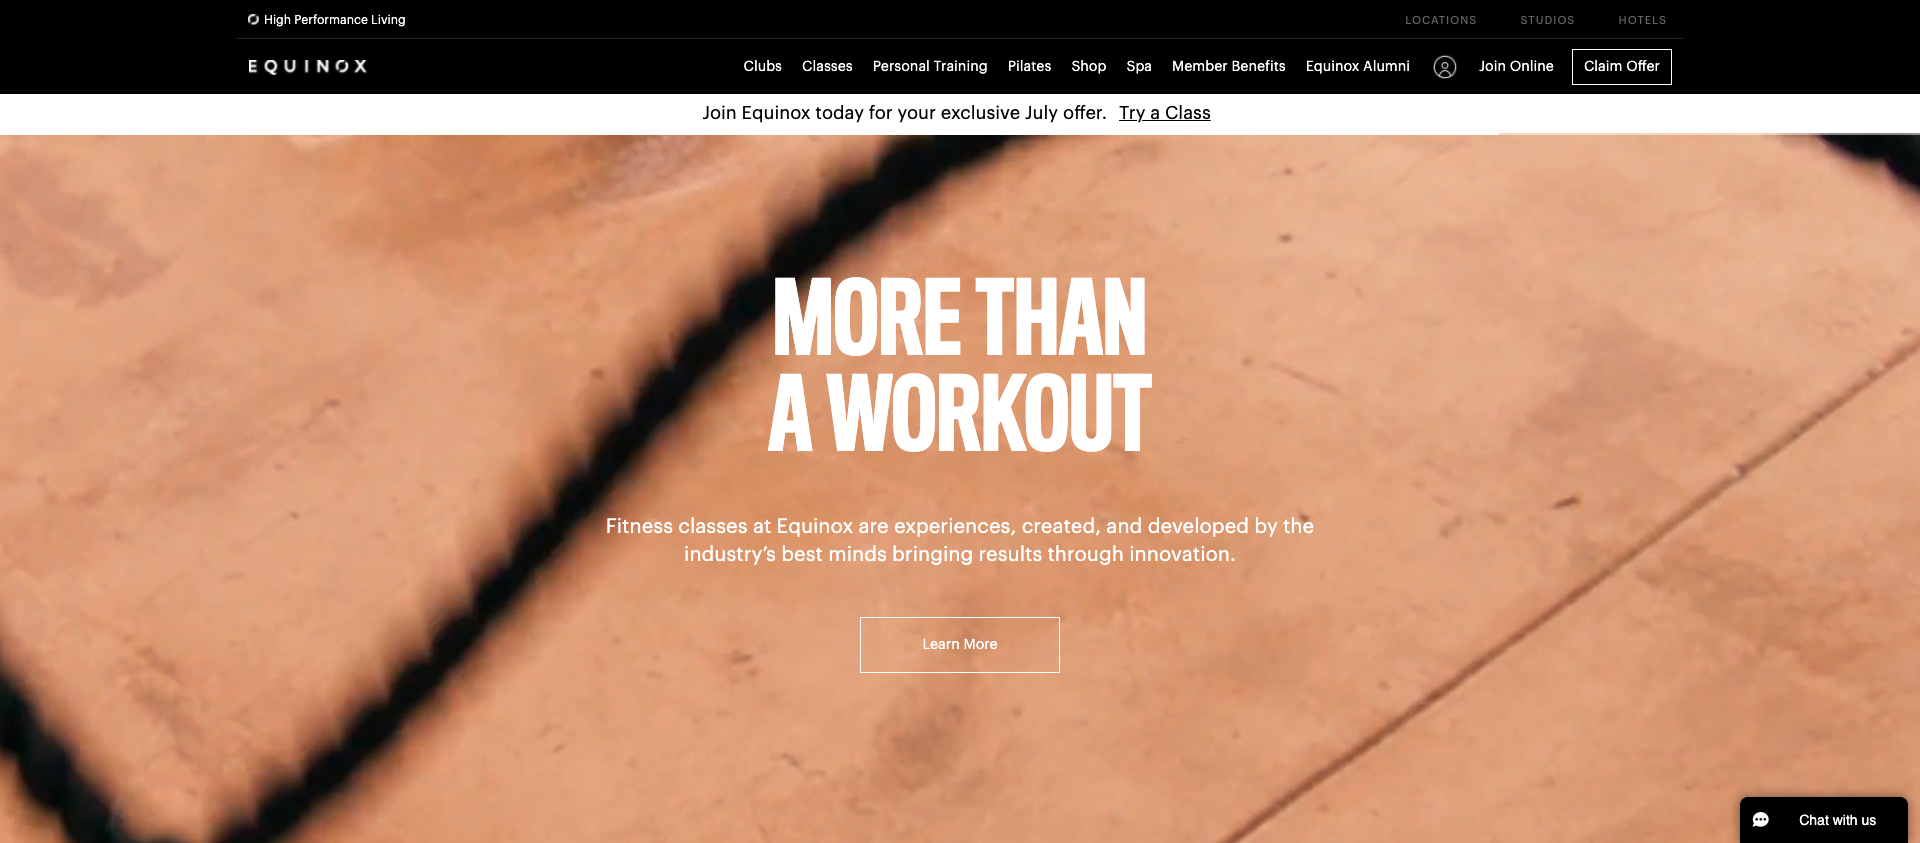 High Performance Living
LOCATIONS STUDIOS HOTELS
EQUINOX
Clubs Classes Personal Training Pilates Shop Spa Member Benefits Equinox Alumni Join Online Claim Offer
Join Equinox today for your exclusive July offer. Try a Class
MORE THAN
A WORKOUT
Fitness classes at Equinox are experiences, created, and developed by the
industry’s best minds bringing results through innovation.
Learn More
Chat with us